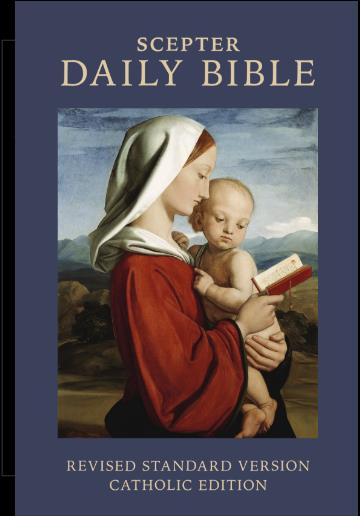 SCEPTER
DAILY BIBLE
REVISED STANDARD VERSION
CATHOLIC EDITION